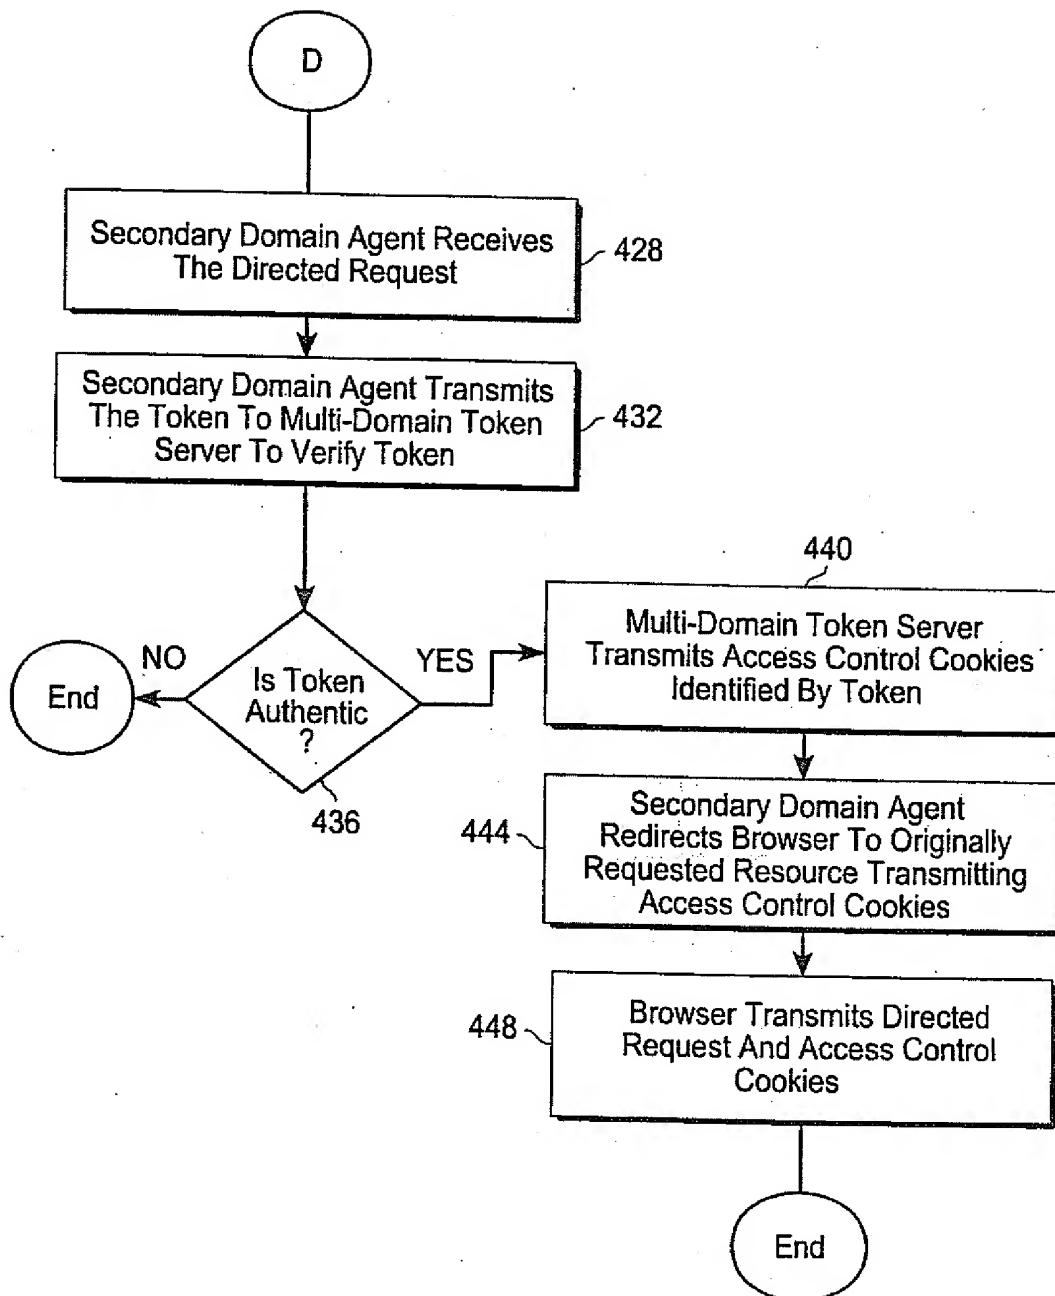 D
Secondary Domain Agent Receives
The Directed Request
428
Secondary Domain Agent Transmits
The Token To Multi-Domain Token
Server To Verify Token
432
Is Token
Authentic
?
436
NO
End
YES
440
Multi-Domain Token Server
Transmits Access Control Cookies
Identified By Token
444
Secondary Domain Agent
Redirects Browser To Originally
Requested Resource Transmitting
Access Control Cookies
448
Browser Transmits Directed
Request And Access Control
Cookies
End